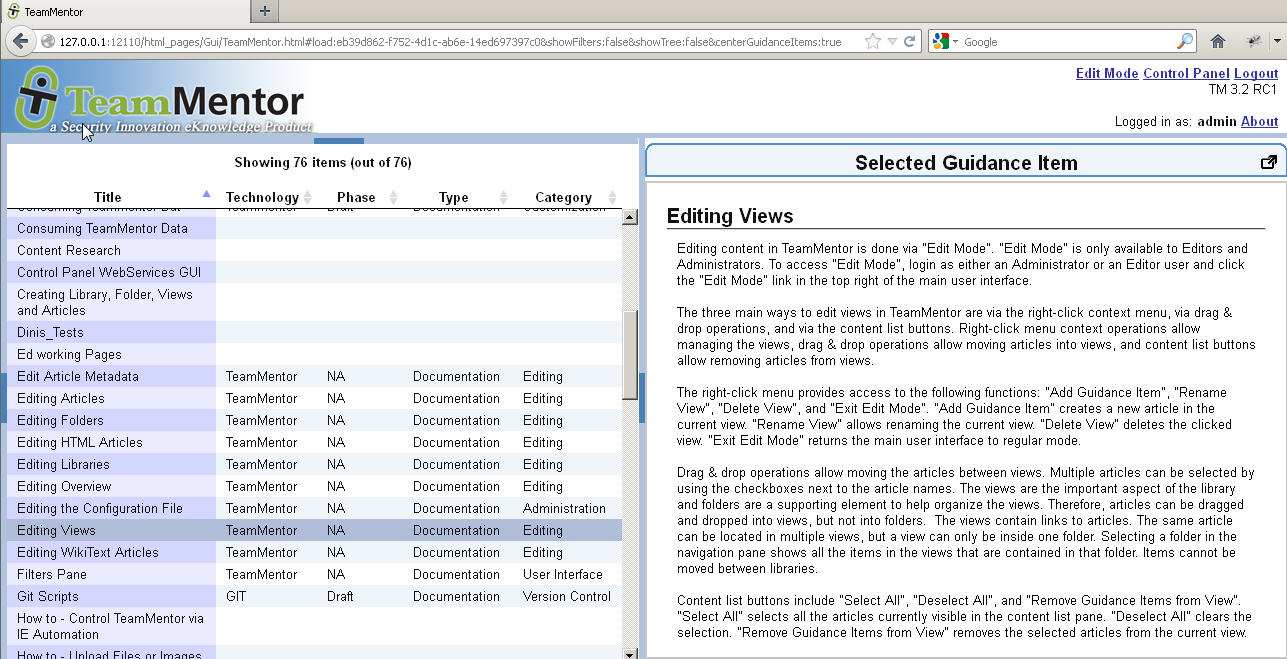 TeamMentor
127.0.0.1:12110/html_pages/Gui/TeamMentor.html#load:eb39d862-f752-4d1c-ab6e-14ed697397c0&showFilters:false&showTree:false&centerGuidanceItems:true
Google
TeamMentor
a Security Innovation eKnowledge Product
Edit Mode Control Panel Logout
TM 3.2 RC1
Logged in as: admin About
Showing 76 items (out of 76)
Title Technology Phase Type Category
Consuming TeamMentor Dat TeamMentor Draft Documentation Customization
Consuming TeamMentor Data
Content Research
Control Panel WebServices GUI
Creating Library, Folder, Views
and Articles
Dinis_Tests
Ed working Pages
Edit Article Metadata TeamMentor NA Documentation Editing
Editing Articles TeamMentor NA Documentation Editing
Editing Folders TeamMentor NA Documentation Editing
Editing HTML Articles TeamMentor NA Documentation Editing
Editing Libraries TeamMentor NA Documentation Editing
Editing Overview TeamMentor NA Documentation Editing
Editing the Configuration File TeamMentor NA Documentation Administration
Editing Views TeamMentor NA Documentation Editing
Editing WikiText Articles TeamMentor NA Documentation Editing
Filters Pane TeamMentor NA Documentation User Interface
Git Scripts GIT Draft Documentation Version Control
How to - Control TeamMentor via
IE Automation
How to - Upload Files or Images
Selected Guidance Item
Editing Views
Editing content in TeamMentor is done via "Edit Mode". "Edit Mode" is only available to Editors and
Administrators. To access "Edit Mode", login as either an Administrator or an Editor user and click
the "Edit Mode" link in the top right of the main user interface.
The three main ways to edit views in TeamMentor are via the right-click context menu, via drag &
drop operations, and via the content list buttons. Right-click menu context operations allow
managing the views, drag & drop operations allow moving articles into views, and content list buttons
allow removing articles from views.
The right-click menu provides access to the following functions: "Add Guidance Item", "Rename
View", "Delete View", and "Exit Edit Mode". "Add Guidance Item" creates a new article in the
current view. "Rename View" allows renaming the current view. "Delete View" deletes the clicked
view. "Exit Edit Mode" returns the main user interface to regular mode.
Drag & drop operations allow moving the articles between views. Multiple articles can be selected by
using the checkboxes next to the article names. The views are the important aspect of the library
and folders are a supporting element to help organize the views. Therefore, articles can be dragged
and dropped into views, but not into folders. The views contain links to articles. The same article
can be located in multiple views, but a view can only be inside one folder. Selecting a folder in the
navigation pane shows all the items in the views that are contained in that folder. Items cannot be
moved between libraries.
Content list buttons include "Select All", "Deselect All", and "Remove Guidance Items from View".
"Select All" selects all the articles currently visible in the content list pane. "Deselect All" clears the
selection. "Remove Guidance Items from View" removes the selected articles from the current view.